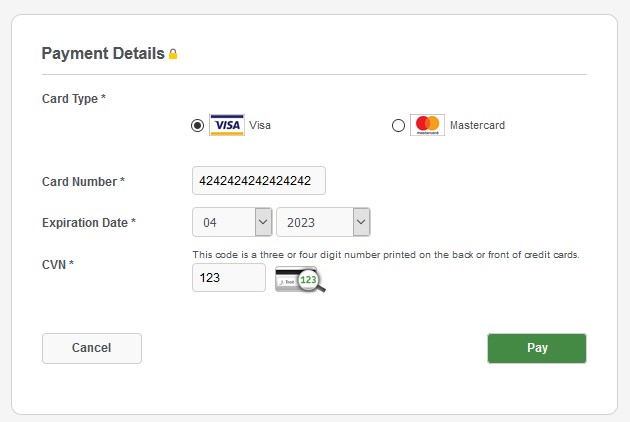 Payment Details
Card Type *
VISA Visa
mastercard Mastercard
Card Number * 4242424242424242
Expiration Date * 04 2023
This code is a three or four digit number printed on the back or front of credit cards.
CVN * 123 123
Cancel Pay